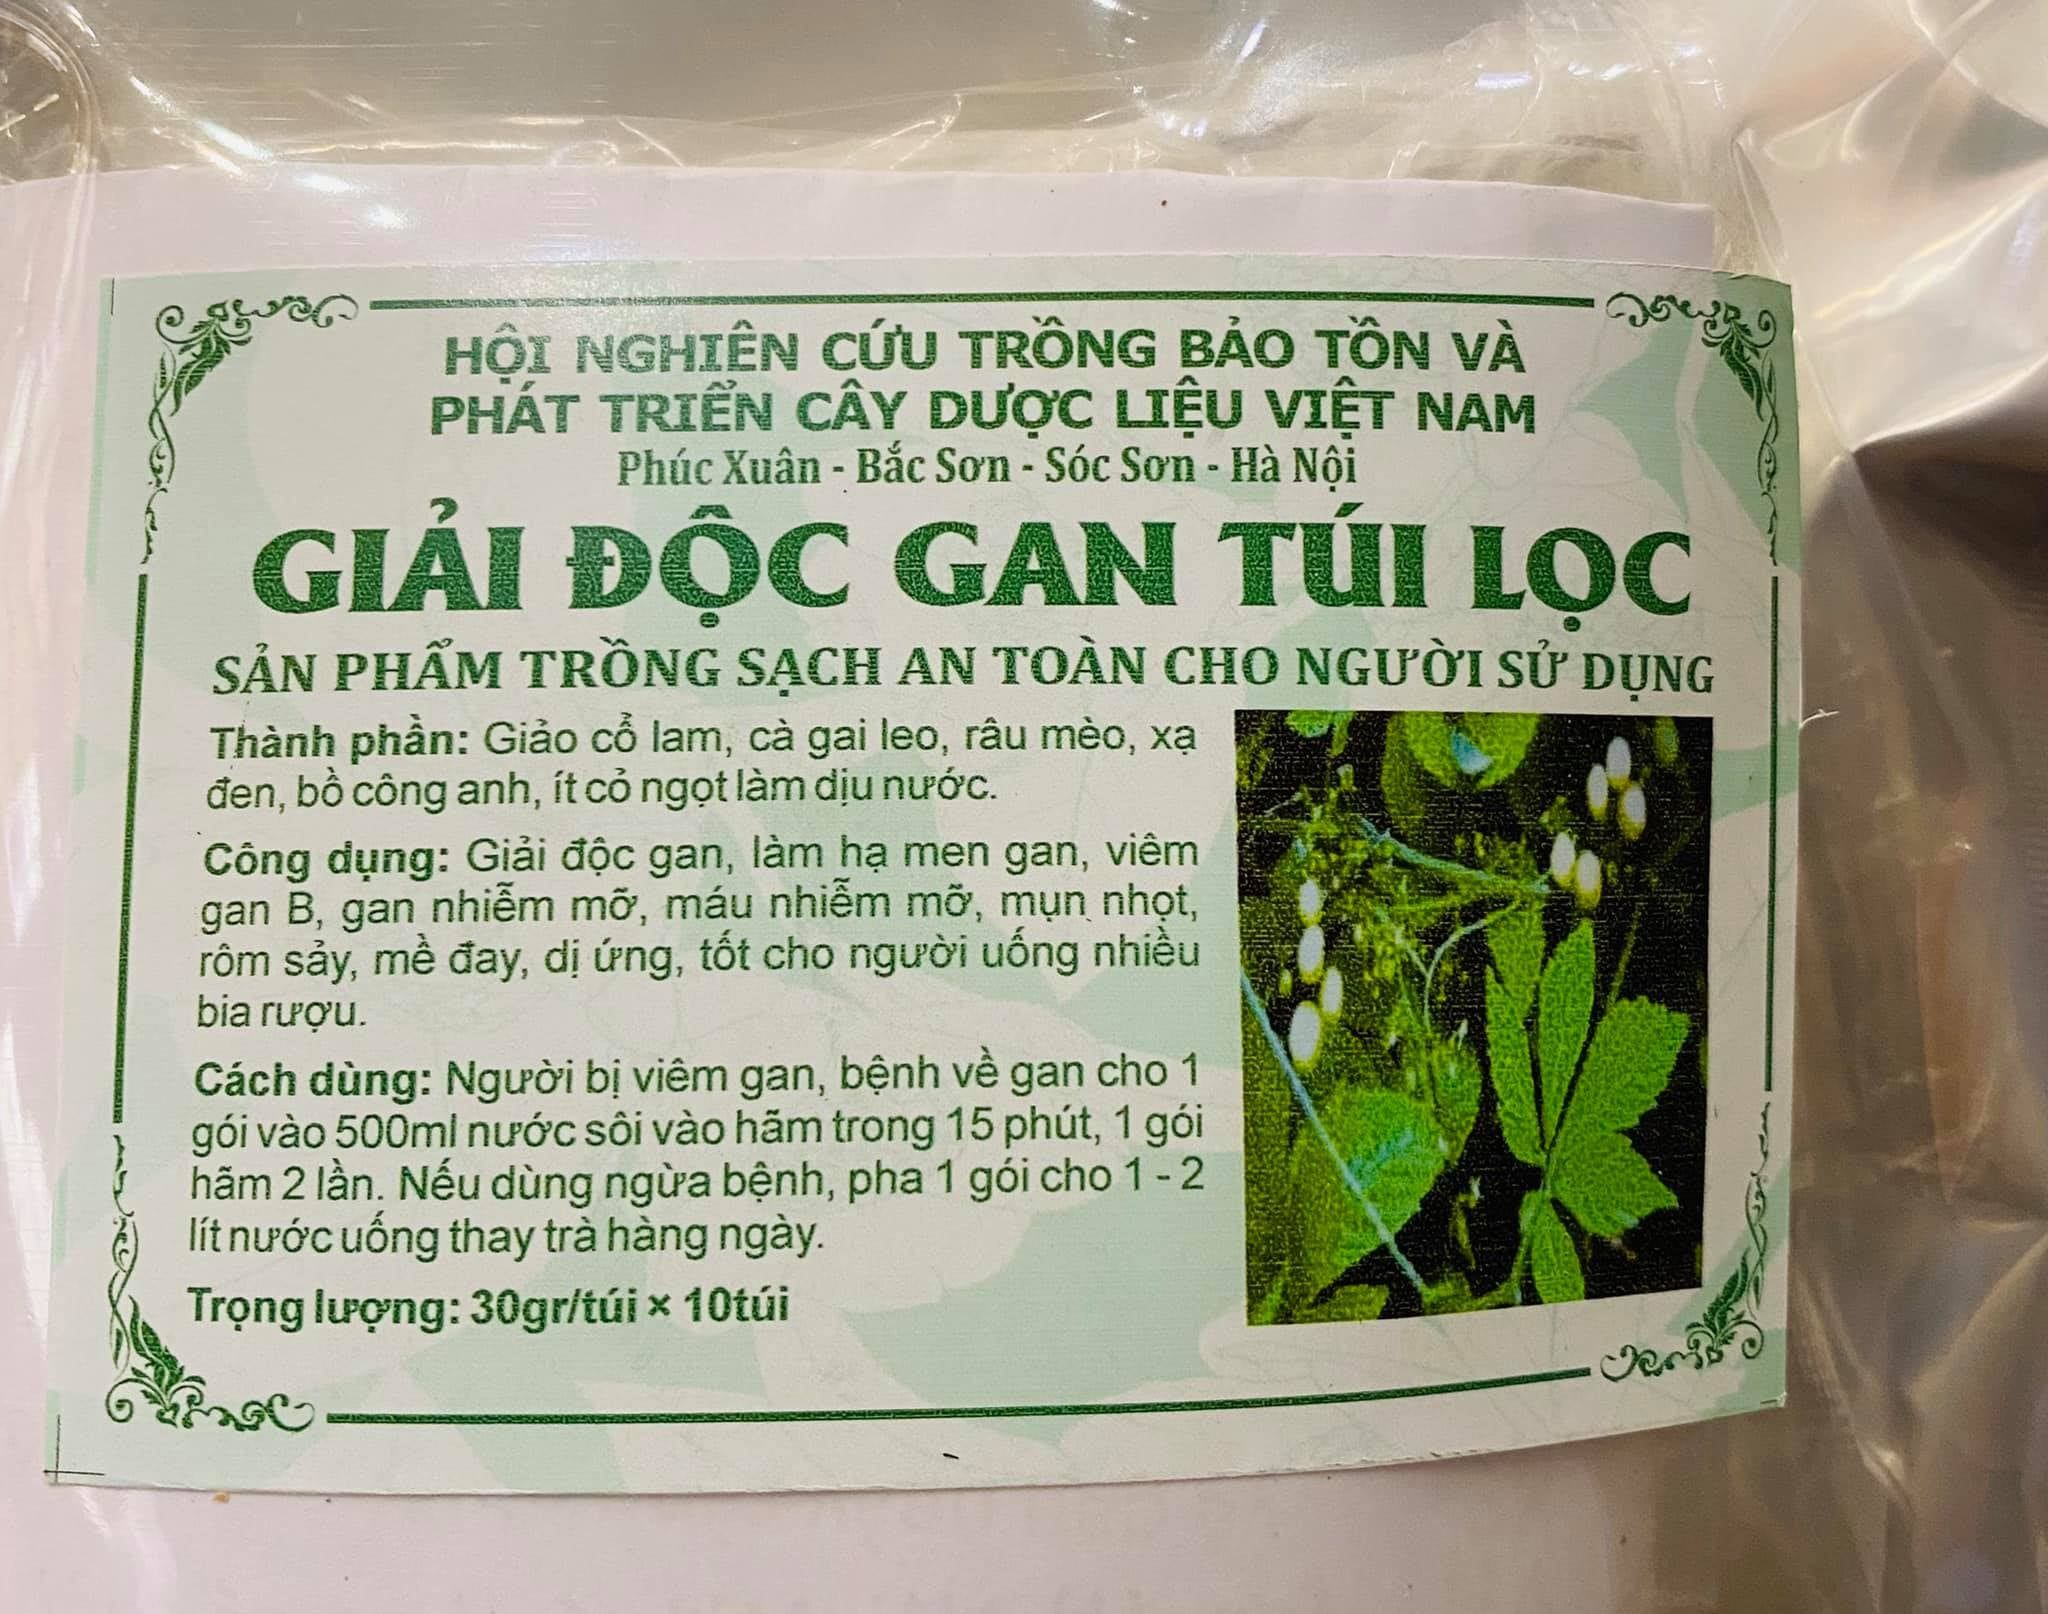 HỘI NGHIÊN CỨU TRỒNG BẢO TỒN VÀ
PHÁT TRIỂN CÂY DƯỢC LIỆU VIỆT NAM
Phúc Xuân - Bắc Sơn - Sóc Sơn - Hà Nội
GIẢI ĐỘC GAN TÚI LỌC
SẢN PHẨM TRỒNG SẠCH AN TOÀN CHO NGƯỜI SỬ DỤNG
Thành phần: Giảo cổ lam, cà gai leo, râu mèo, xạ
đen, bồ công anh, ít cỏ ngọt làm dịu nước.
Công dụng: Giải độc gan, làm hạ men gan, viêm
gan B, gan nhiễm mỡ, máu nhiễm mỡ, mụn nhọt,
rôm sảy, mề đay, dị ứng, tốt cho người uống nhiều
bia rượu.
Cách dùng: Người bị viêm gan, bệnh về gan cho 1
gói vào 500ml nước sôi vào hãm trong 15 phút, 1 gói
hãm 2 lần. Nếu dùng ngừa bệnh, pha 1 gói cho 1 - 2
lít nước uống thay trà hàng ngày.
Trọng lượng: 30gr/túi × 10túi